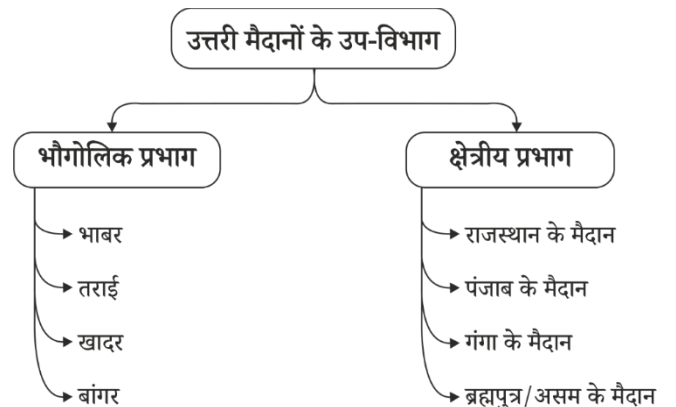 उत्तरी मैदानों के उप-विभाग
भौगोलिक प्रभाग
भाबर
तराई
खादर
बांगर
क्षेत्रीय प्रभाग
राजस्थान के मैदान
पंजाब के मैदान
गंगा के मैदान
ब्रह्मपुत्र/असम के मैदान